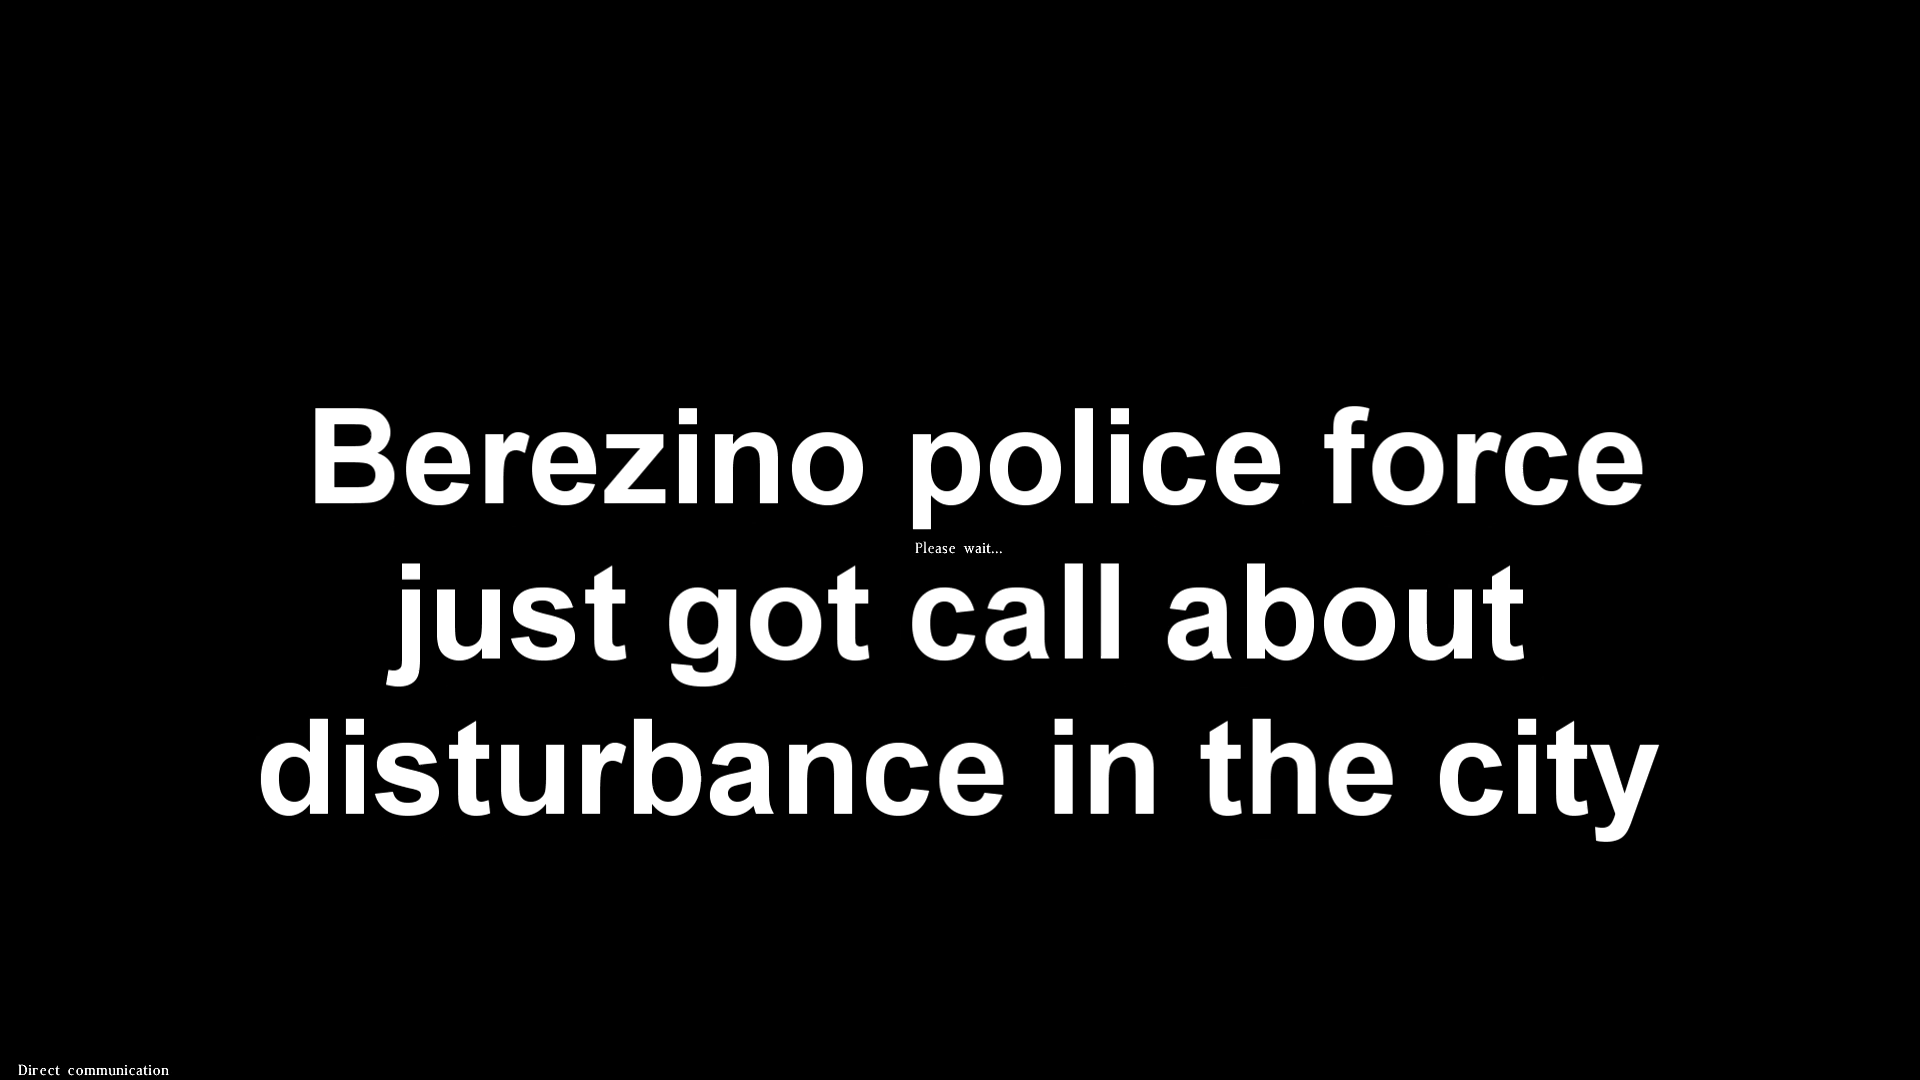 Berezino police force
Please wait...
just got call about
disturbance in the city
Direct communication